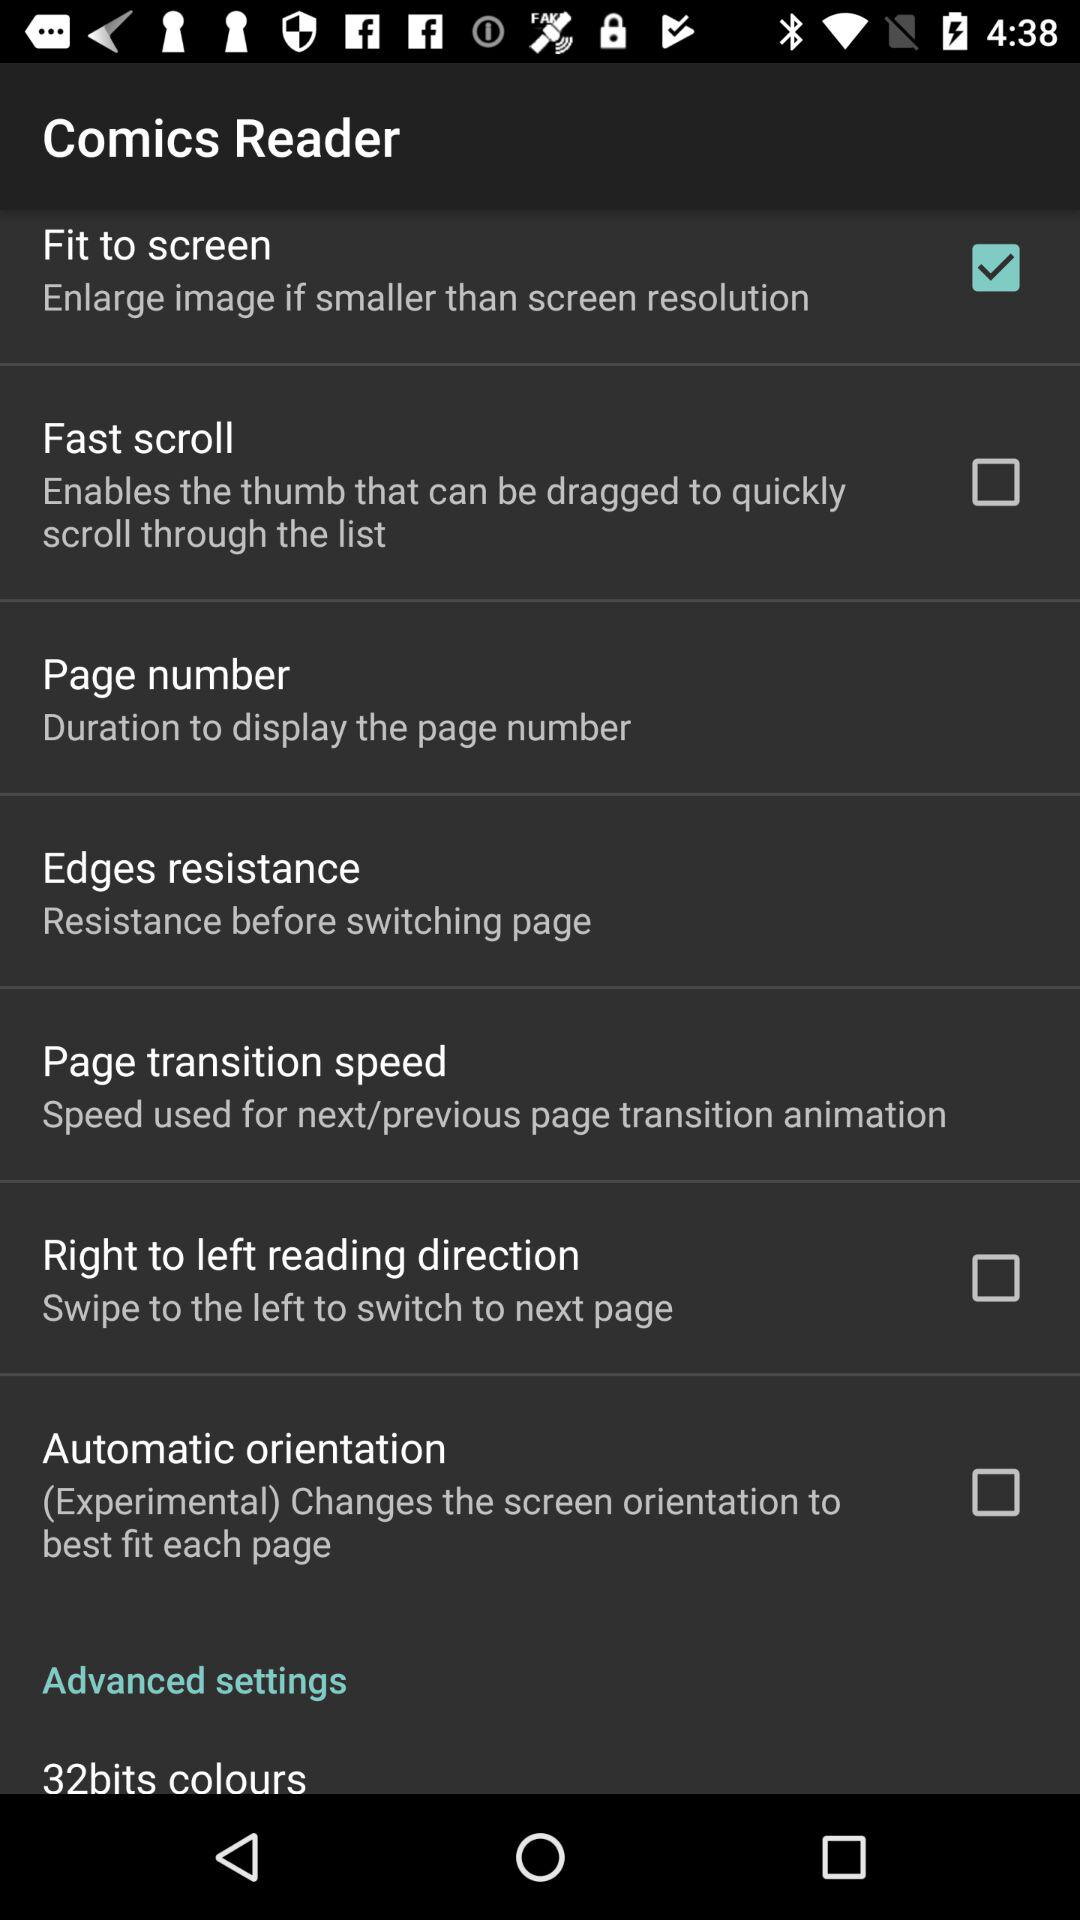 FAKE
4:38
Comics Reader
Fit to screen
Enlarge image if smaller than screen resolution
Fast scroll
Enables the thumb that can be dragged to quickly
scroll through the list
Page number
Duration to display the page number
Edges resistance
Resistance before switching page
Page transition speed
Speed used for next/previous page transition animation
Right to left reading direction
Swipe to the left to switch to next page
Automatic orientation
(Experimental) Changes the screen orientation to
best fit each page
Advanced settings
32bits colours